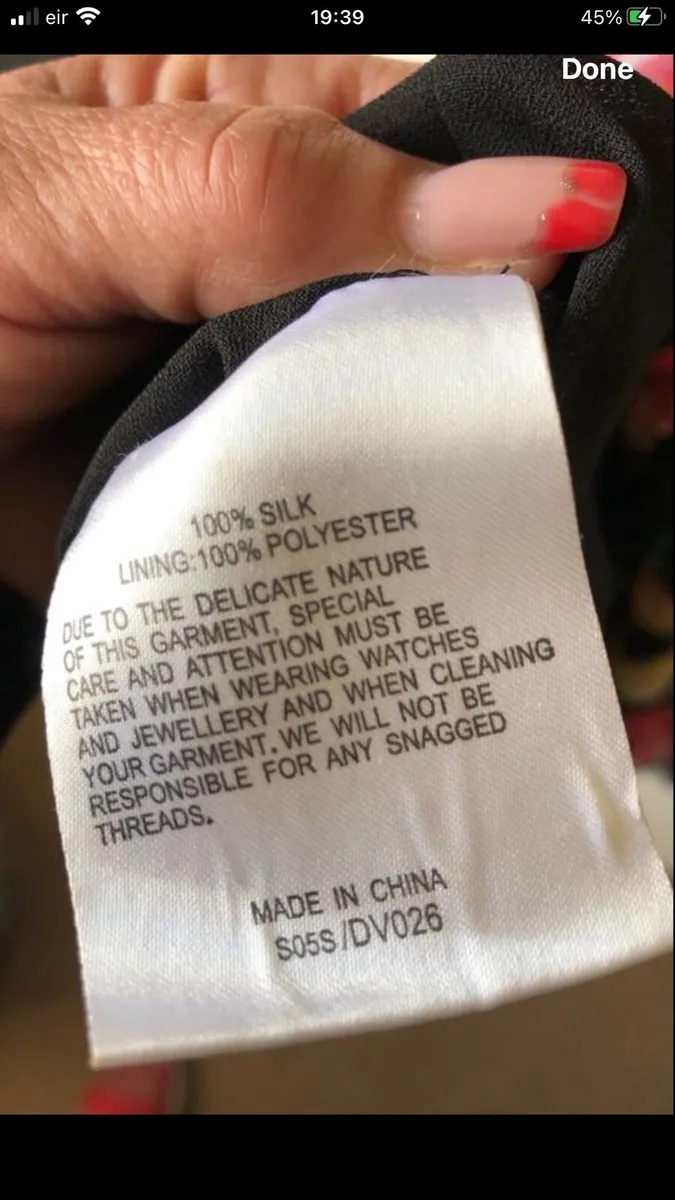 eir 19:39 45%
Done
100% SILK
LINING:100% POLYESTER
DUE TO THE DELICATE NATURE
OF THIS GARMENT, SPECIAL
CARE AND ATTENTION MUST BE
TAKEN WHEN WEARING WATCHES
AND JEWELLERY AND WHEN CLEANING
YOUR GARMENT. WE WILL NOT BE
RESPONSIBLE FOR ANY SNAGGED
THREADS.
MADE IN CHINA
S05S/DV026